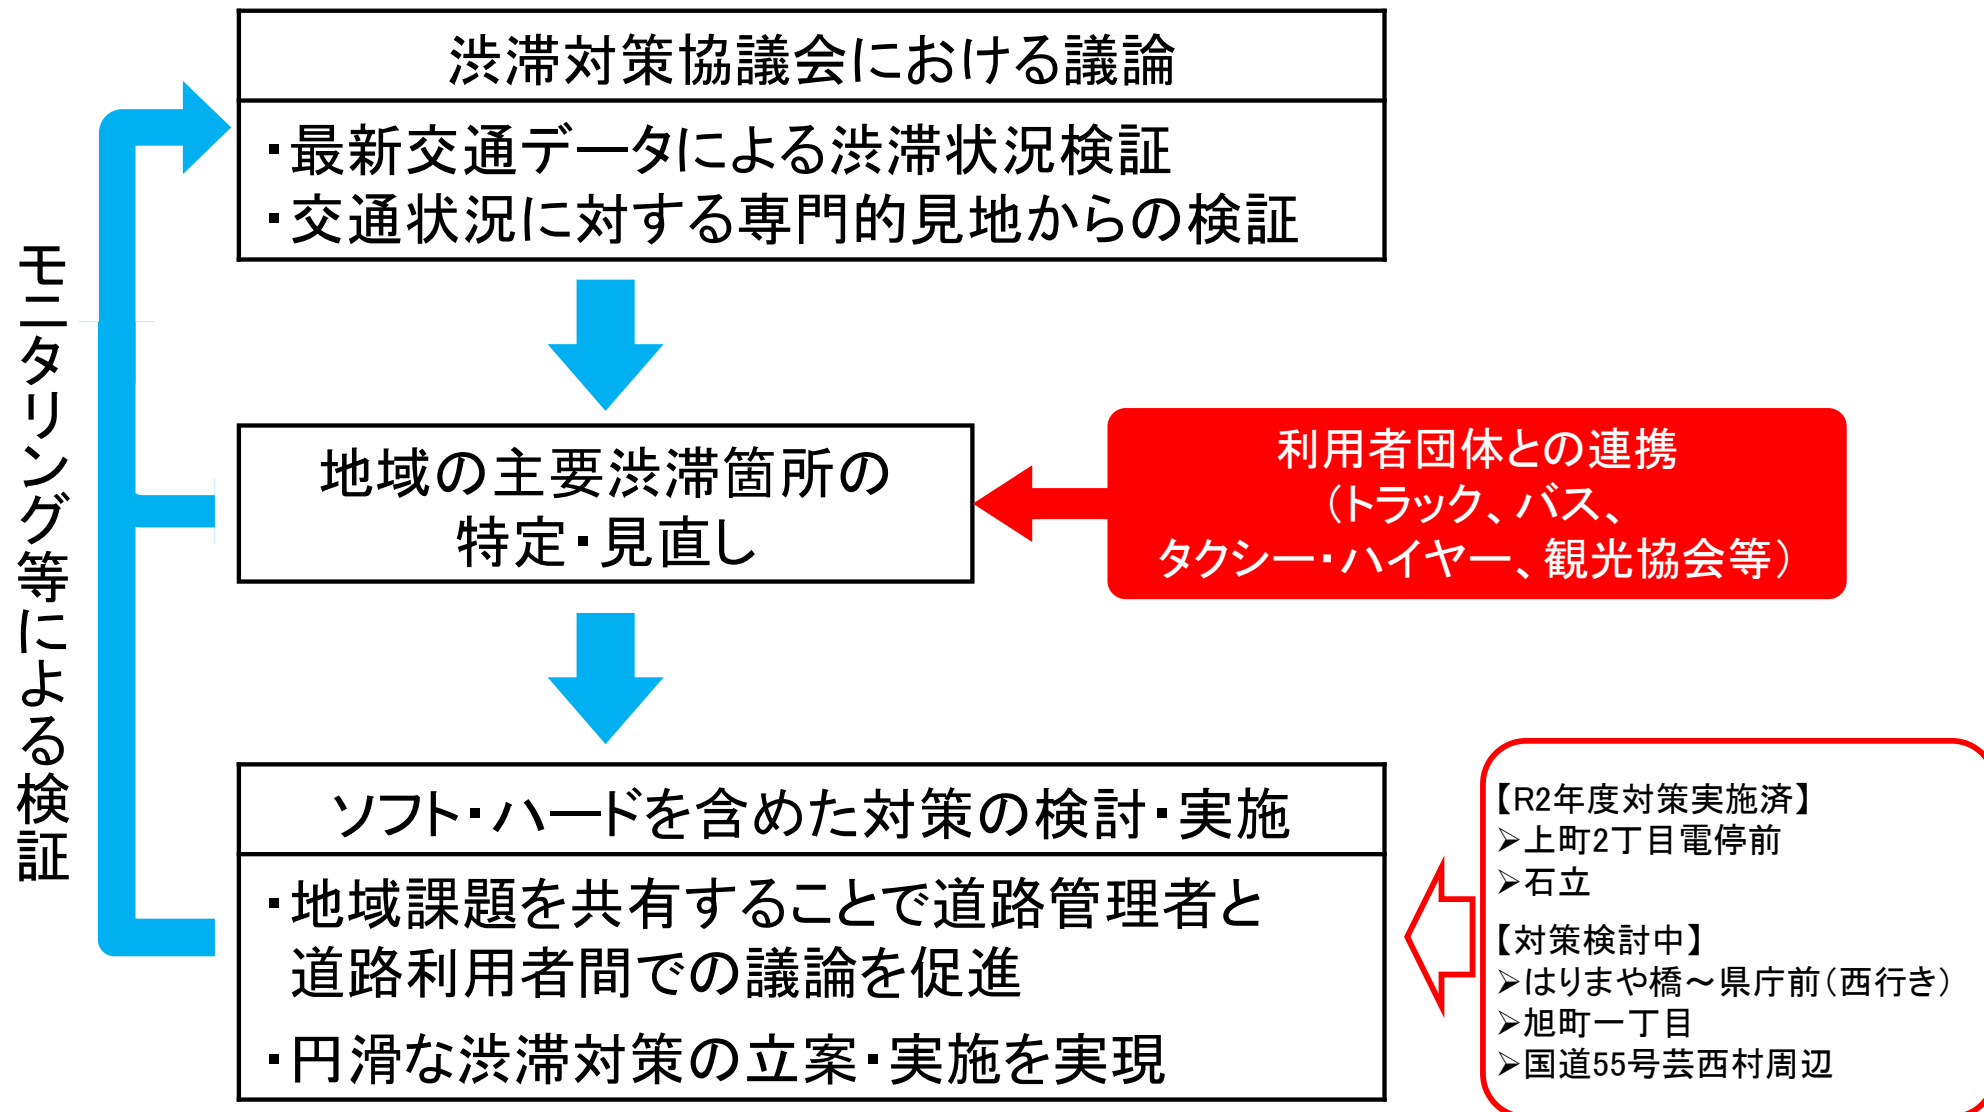 渋滞対策協議会における議論
・最新交通データによる渋滞状況検証
・交通状況に対する専門的見地からの検証
モニタリング等による検証
地域の主要渋滞箇所の
特定・見直し
利用者団体との連携
（トラック、バス、
タクシー・ハイヤー、観光協会等）
ソフト・ハードを含めた対策の検討・実施
・地域課題を共有することで道路管理者と
道路利用者間での議論を促進
・円滑な渋滞対策の立案・実施を実現
【R2年度対策実施済】
➢上町2丁目電停前
➢石立
【対策検討中】
➢はりまや橋～県庁前（西行き）
➢旭町一丁目
➢国道55号芸西村周辺